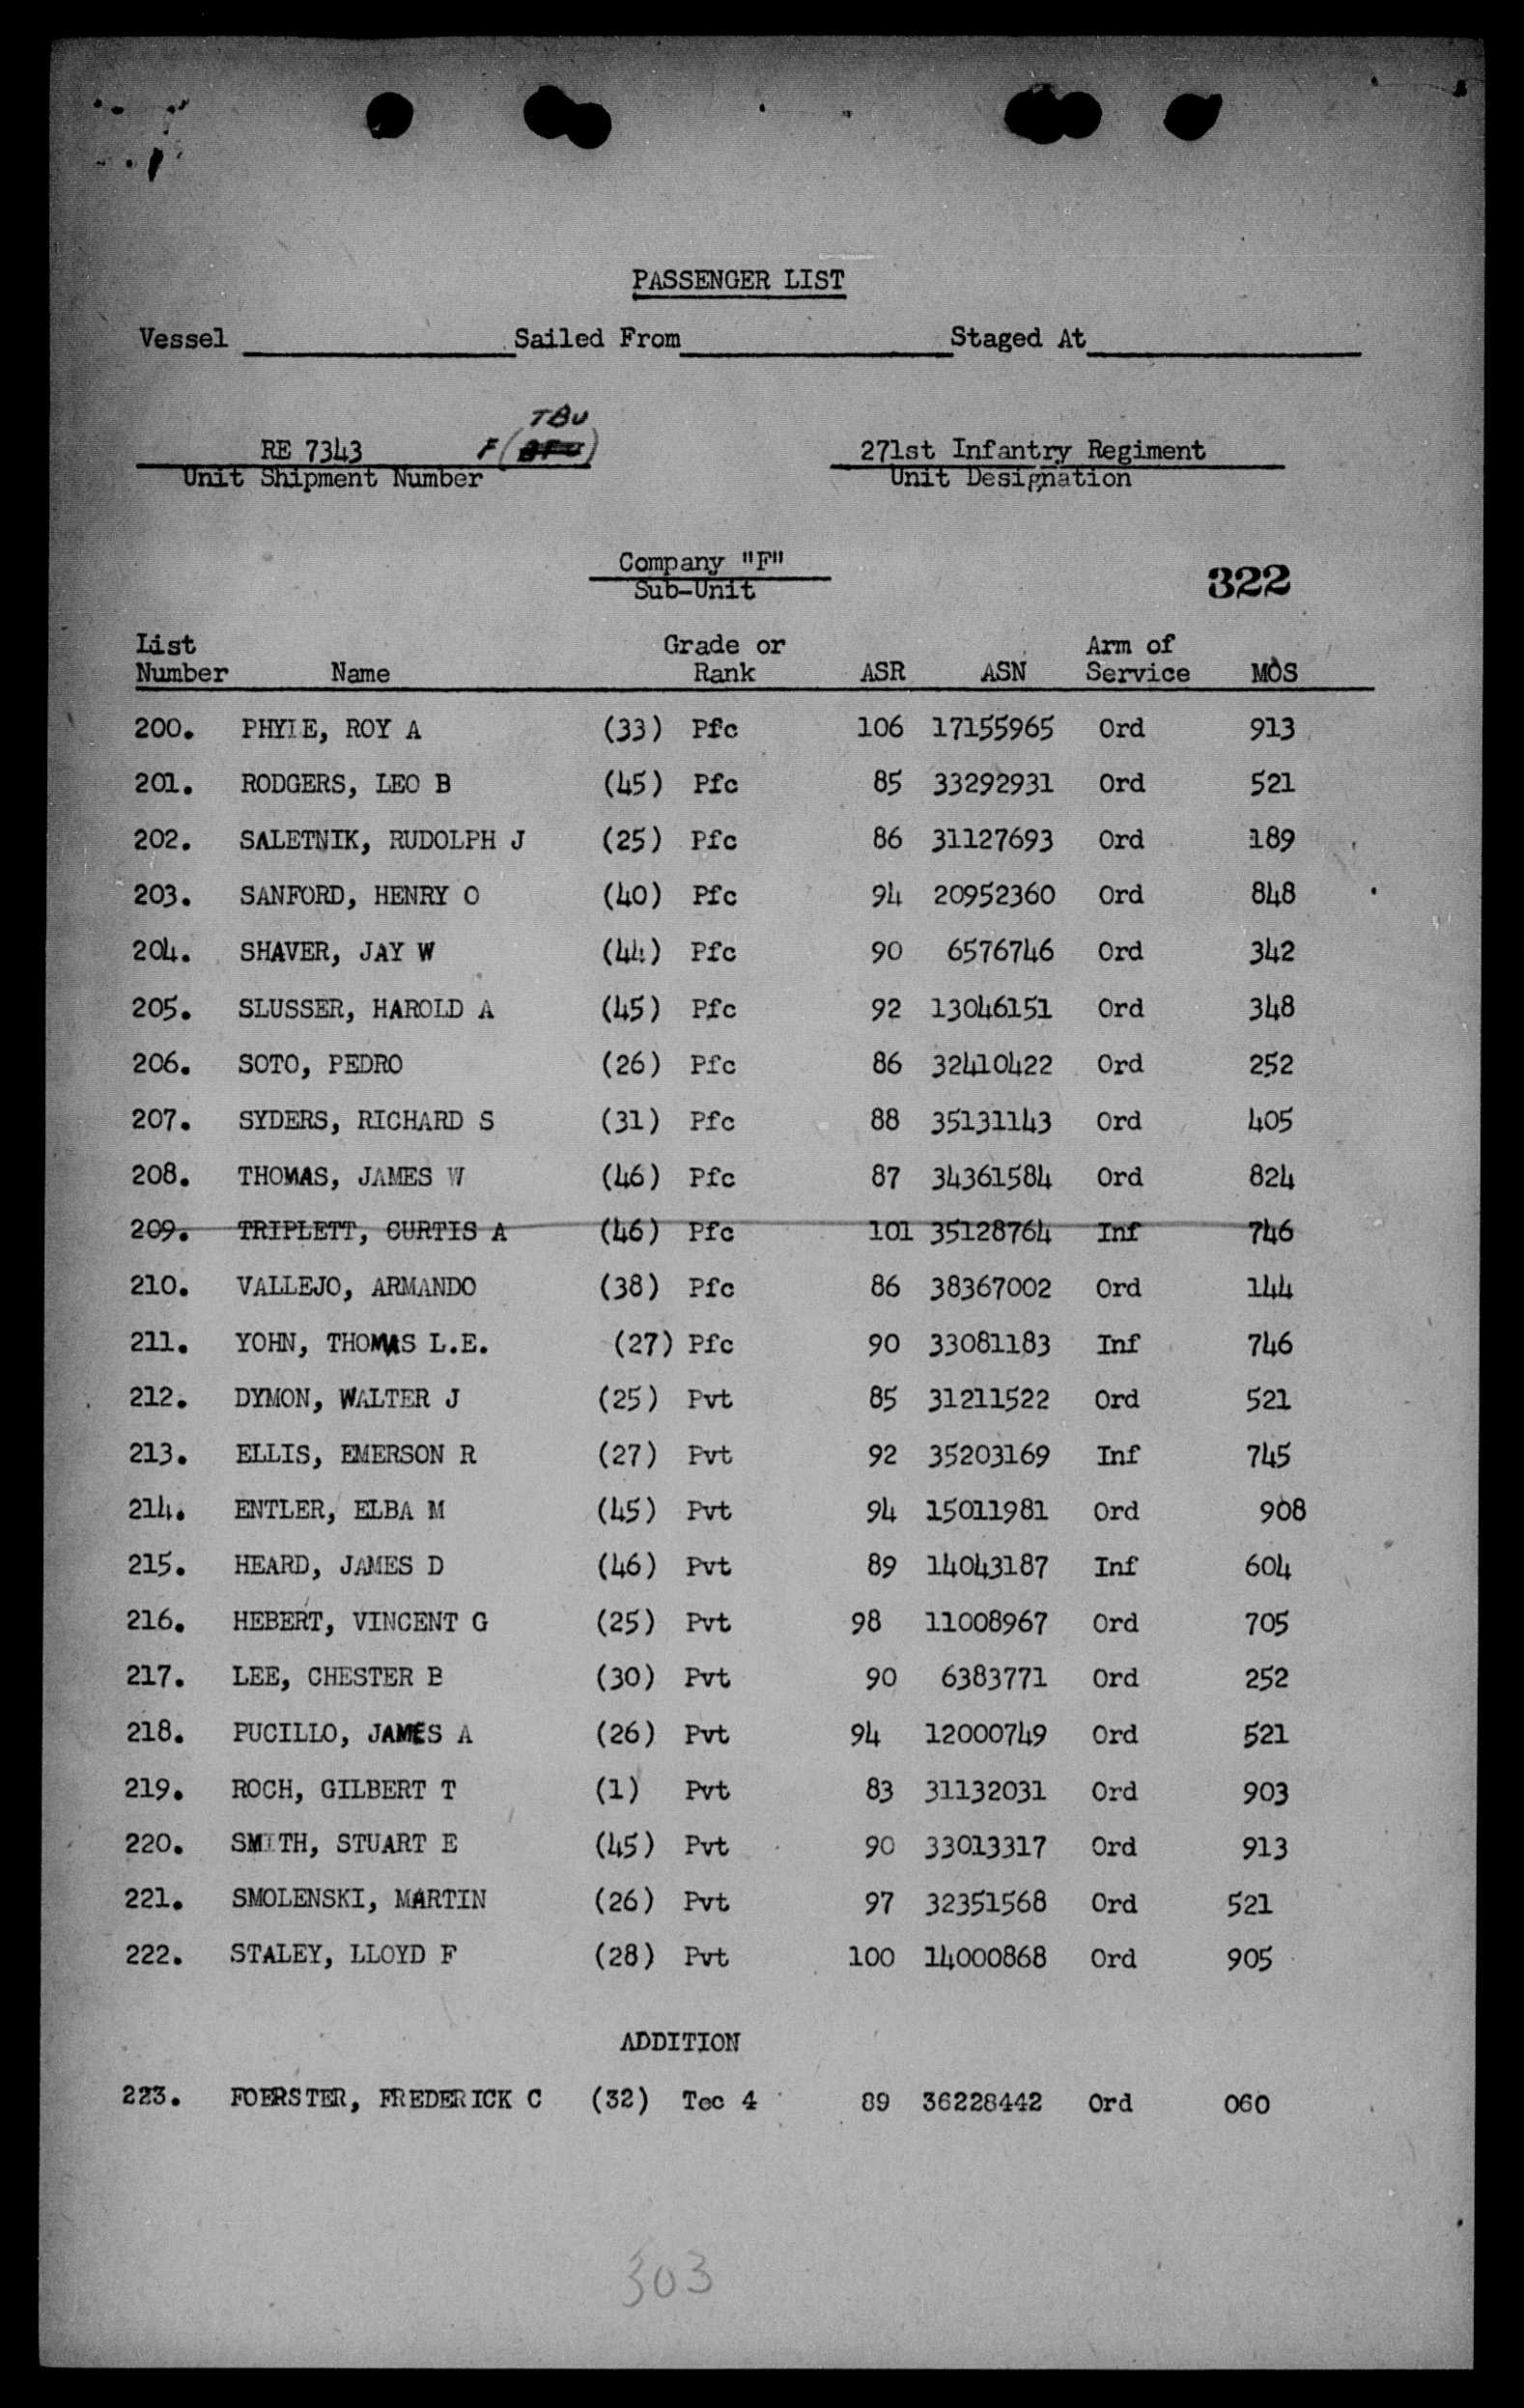 PASSENGER LIST
Vessel Sailed From Staged At
TBU
RE 7343 F ( ) 271st Infantry Regiment
Unit Shipment Number Unit Designation
Company "F"
Sub-Unit 322
List Grade or Arm of
Number Name Rank ASR ASN Service MOS
200. PHYLE, ROY A (33) Pfc 106 17155965 Ord 913
201. RODGERS, LEO B (45) Pfc 85 33292931 Ord 521
202. SALETNIK, RUDOLPH J (25) Pfc 86 31127693 Ord 189
203. SANFORD, HENRY O (40) Pfc 94 20952360 Ord 848
204. SHAVER, JAY W (44) Pfc 90 6576746 Ord 342
205. SLUSSER, HAROLD A (45) Pfc 92 13046151 Ord 348
206. SOTO, PEDRO (26) Pfc 86 32410422 Ord 252
207. SYDERS, RICHARD S (31) Pfc 88 35131143 Ord 405
208. THOMAS, JAMES W (46) Pfc 87 34361584 Ord 824
209. TRIPLETT, CURTIS A (46) Pfc 101 35128764 Inf 746
210. VALLEJO, ARMANDO (38) Pfc 86 38367002 Ord 144
211. YOHN, THOMAS L.E. (27) Pfc 90 33081183 Inf 746
212. DYMON, WALTER J (25) Pvt 85 31211522 Ord 521
213. ELLIS, EMERSON R (27) Pvt 92 35203169 Inf 745
214. ENTLER, ELBA M (45) Pvt 94 15011981 Ord 908
215. HEARD, JAMES D (46) Pvt 89 14043187 Inf 604
216. HEBERT, VINCENT G (25) Pvt 98 11008967 Ord 705
217. LEE, CHESTER B (30) Pvt 90 6383771 Ord 252
218. PUCILLO, JAMES A (26) Pvt 94 12000749 Ord 521
219. ROCH, GILBERT T (1) Pvt 83 31132031 Ord 903
220. SMITH, STUART E (45) Pvt 90 33013317 Ord 913
221. SMOLENSKI, MARTIN (26) Pvt 97 32351568 Ord 521
222. STALEY, LLOYD F (28) Pvt 100 14000868 Ord 905
ADDITION
223. FOERSTER, FREDERICK C (32) Tec 4 89 36228442 Ord 060
303